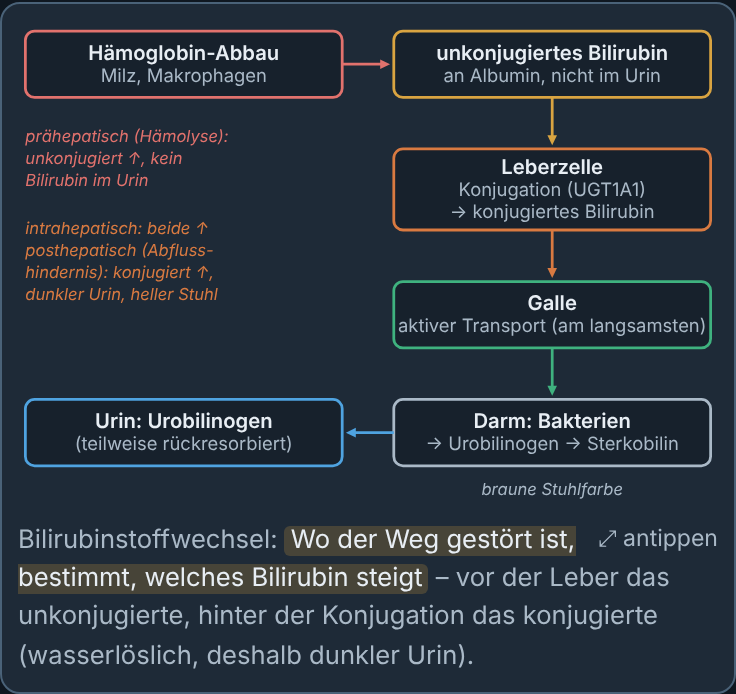 Hämoglobin-Abbau
Milz, Makrophagen
unkonjugiertes Bilirubin
an Albumin, nicht im Urin
prähepatisch (Hämolyse):
unkonjugiert ↑, kein
Bilirubin im Urin
Leberzelle
Konjugation (UGT1A1)
→ konjugiertes Bilirubin
intrahepatisch: beide ↑
posthepatisch (Abfluss-
hindernis): konjugiert ↑,
dunkler Urin, heller Stuhl
Galle
aktiver Transport (am langsamsten)
Urin: Urobilinogen
(teilweise rückresorbiert)
Darm: Bakterien
→ Urobilinogen → Sterkobilin
braune Stuhlfarbe
Bilirubinstoffwechsel: Wo der Weg gestört ist, ⤢ antippen
bestimmt, welches Bilirubin steigt – vor der Leber das
unkonjugierte, hinter der Konjugation das konjugierte
(wasserlöslich, deshalb dunkler Urin).